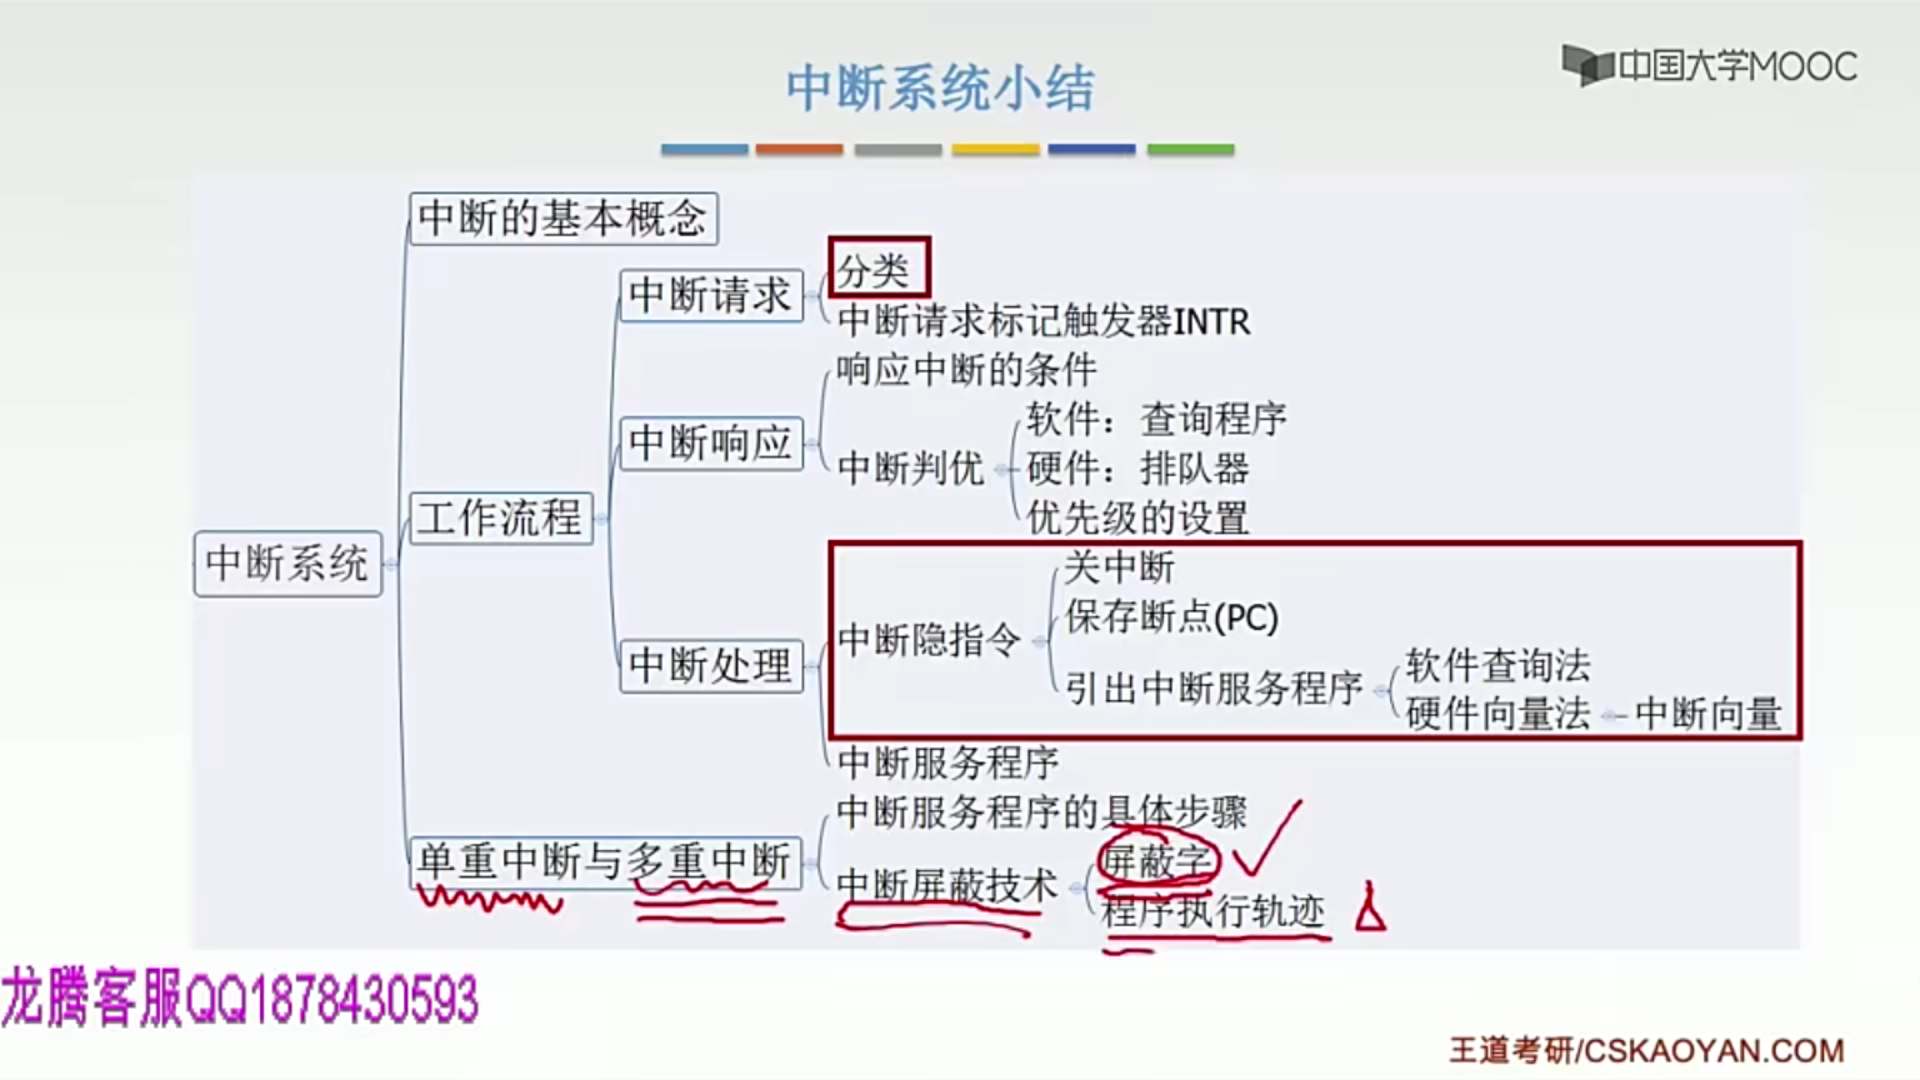 中断系统小结
中国大学MOOC
中断的基本概念
分类
中断请求
中断请求标记触发器INTR
响应中断的条件
软件：查询程序
中断响应
中断判优
硬件：排队器
优先级的设置
工作流程
中断系统
关中断
保存断点(PC)
中断隐指令
中断处理
引出中断服务程序
软件查询法
硬件向量法
中断向量
中断服务程序
中断服务程序的具体步骤
单重中断与多重中断
屏蔽字
中断屏蔽技术
程序执行轨迹
龙腾客服QQ1878430593
王道考研/CSKAOYAN.COM